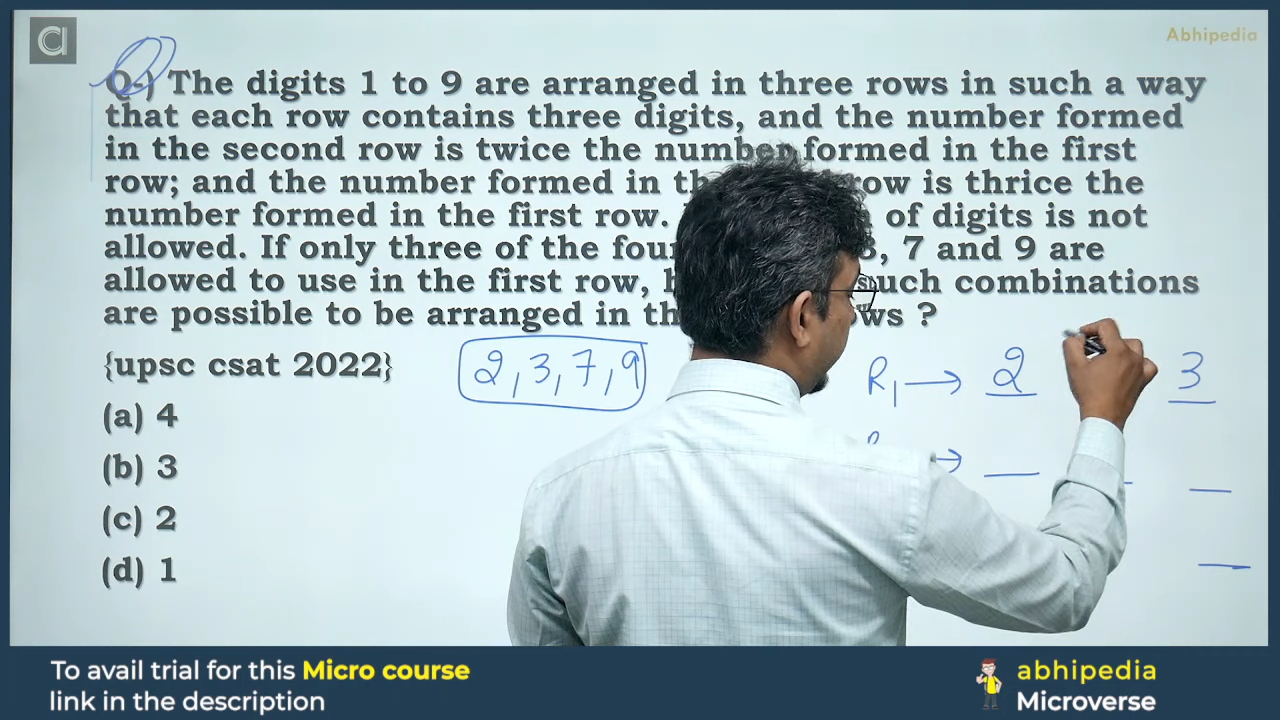 Abhipedia
Q.) The digits 1 to 9 are arranged in three rows in such a way
that each row contains three digits, and the number formed
in the second row is twice the number formed in the first
row; and the number formed in row is thrice the
number formed in the first row. of digits is not
allowed. If only three of the 7 and 9 are
allowed to use in the first row, such combinations
are possible to be arranged in ?
{upsc csat 2022}
2, 3, 7, 9
R1 → 2 3
(a) 4
(b) 3
→
(c) 2
(d) 1
To avail trial for this Micro course
link in the description
abhipedia
Microverse